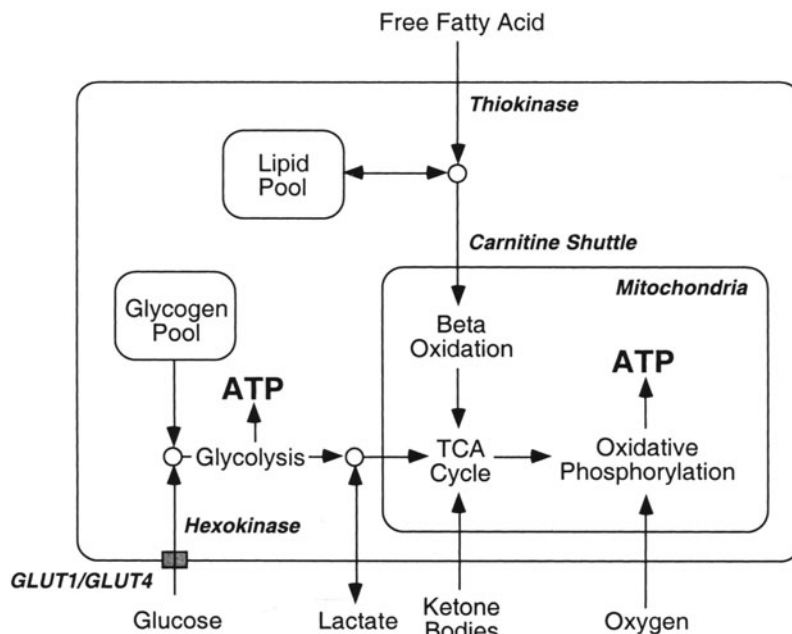 Free Fatty Acid
Thiokinase
Lipid
Pool
Carnitine Shuttle
Mitochondria
Glycogen
Pool
Beta
Oxidation
ATP
ATP
Glycolysis
TCA
Cycle
Oxidative
Phosphorylation
Hexokinase
GLUT1/GLUT4
Glucose
Lactate
Ketone
Bodies
Oxygen